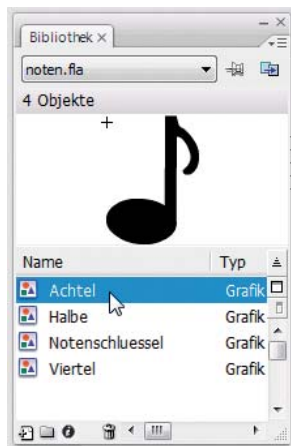 Bibliothek
noten.fla
4 Objekte
Name Typ
Achtel Grafik
Halbe Grafik
Notenschluessel Grafik
Viertel Grafik